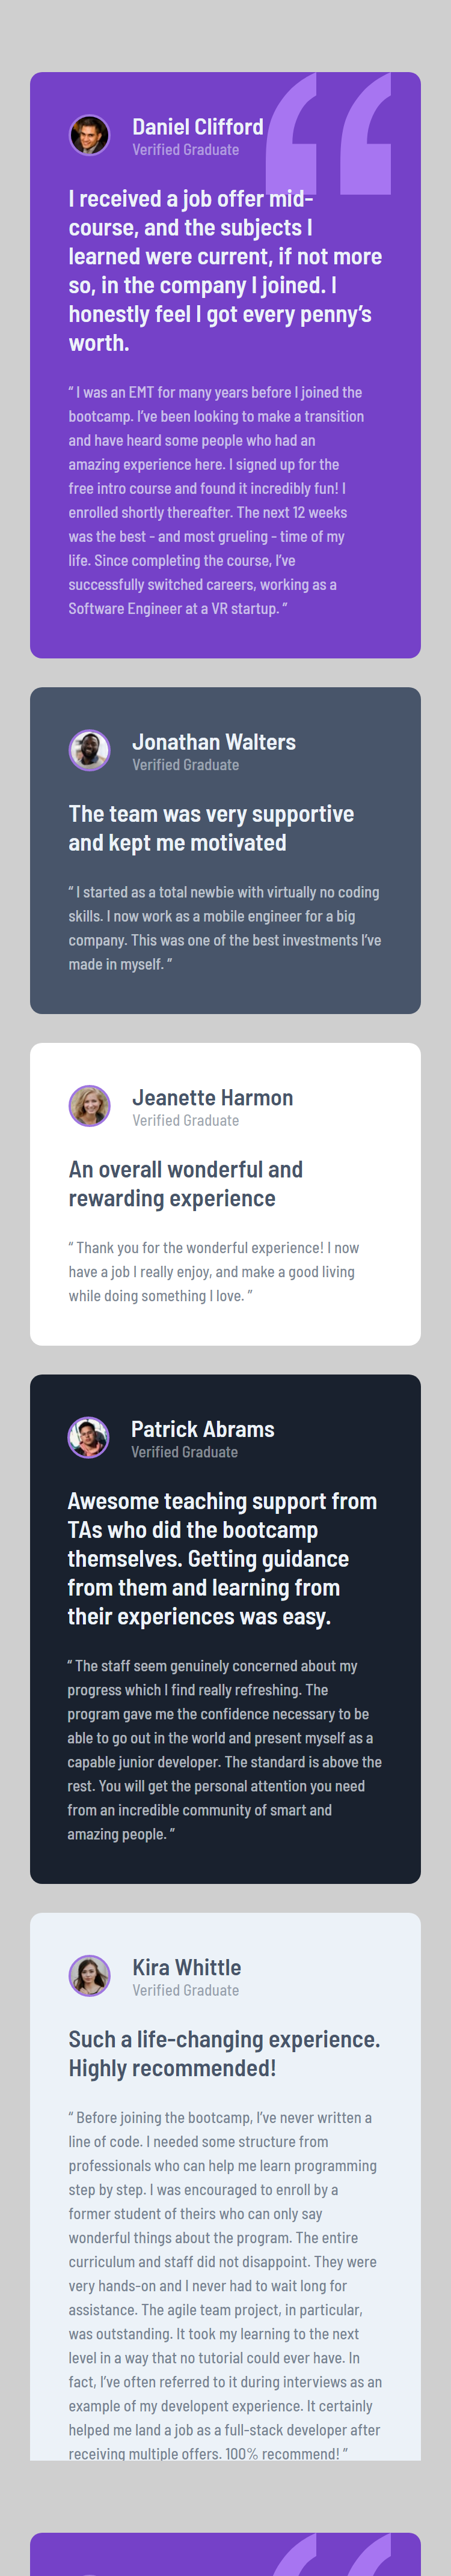 Daniel Clifford
Verified Graduate
I received a job offer mid-
course, and the subjects I
learned were current, if not more
so, in the company I joined. I
honestly feel I got every penny’s
worth.
“ I was an EMT for many years before I joined the
bootcamp. I’ve been looking to make a transition
and have heard some people who had an
amazing experience here. I signed up for the
free intro course and found it incredibly fun! I
enrolled shortly thereafter. The next 12 weeks
was the best - and most grueling - time of my
life. Since completing the course, I’ve
successfully switched careers, working as a
Software Engineer at a VR startup. ”
Jonathan Walters
Verified Graduate
The team was very supportive
and kept me motivated
“ I started as a total newbie with virtually no coding
skills. I now work as a mobile engineer for a big
company. This was one of the best investments I’ve
made in myself. ”
Jeanette Harmon
Verified Graduate
An overall wonderful and
rewarding experience
“ Thank you for the wonderful experience! I now
have a job I really enjoy, and make a good living
while doing something I love. ”
Patrick Abrams
Verified Graduate
Awesome teaching support from
TAs who did the bootcamp
themselves. Getting guidance
from them and learning from
their experiences was easy.
“ The staff seem genuinely concerned about my
progress which I find really refreshing. The
program gave me the confidence necessary to be
able to go out in the world and present myself as a
capable junior developer. The standard is above the
rest. You will get the personal attention you need
from an incredible community of smart and
amazing people. ”
Kira Whittle
Verified Graduate
Such a life-changing experience.
Highly recommended!
“ Before joining the bootcamp, I’ve never written a
line of code. I needed some structure from
professionals who can help me learn programming
step by step. I was encouraged to enroll by a
former student of theirs who can only say
wonderful things about the program. The entire
curriculum and staff did not disappoint. They were
very hands-on and I never had to wait long for
assistance. The agile team project, in particular,
was outstanding. It took my learning to the next
level in a way that no tutorial could ever have. In
fact, I’ve often referred to it during interviews as an
example of my developent experience. It certainly
helped me land a job as a full-stack developer after
receiving multiple offers. 100% recommend! ”